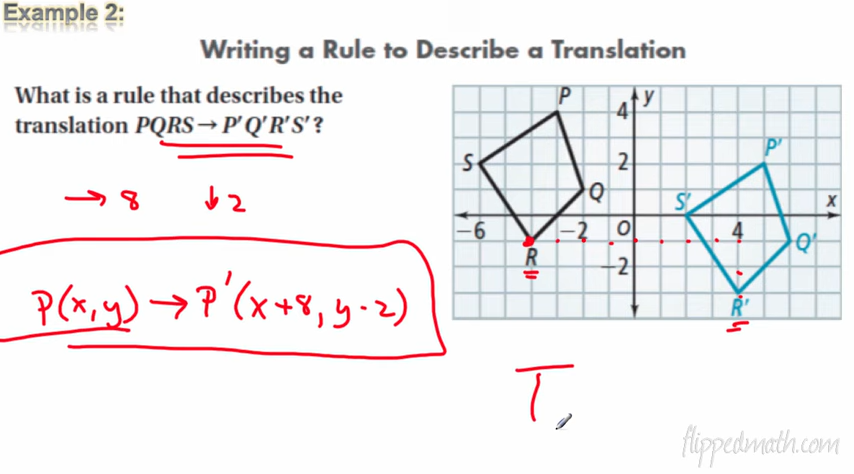 Example 2:
Writing a Rule to Describe a Translation
What is a rule that describes the
translation PQRS → P'Q'R'S'?
→ 8 ↓ 2
P(x,y) → P'(x+8, y-2)
P
4
y
P'
S
2
Q
S'
x
-6
-2
O
4
Q'
R
-2
R'
T
flippedmath.com